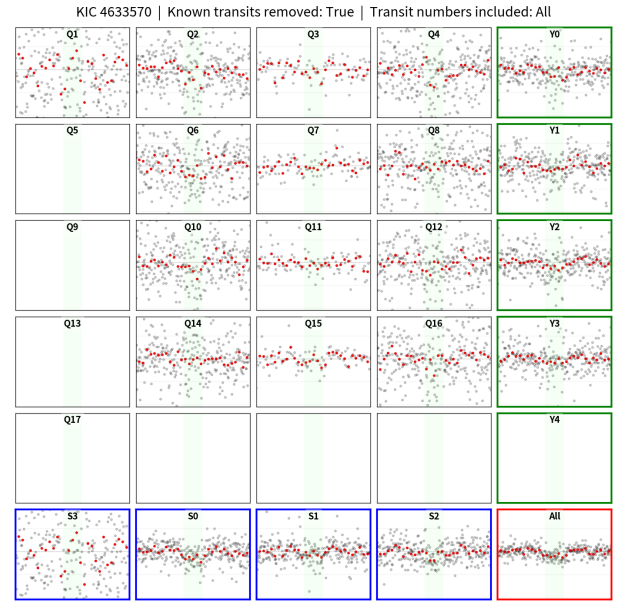 KIC 4633570 | Known transits removed: True | Transit numbers included: All
Q1 Q2 Q3 Q4 Y0
Q5 Q6 Q7 Q8 Y1
Q9 Q10 Q11 Q12 Y2
Q13 Q14 Q15 Q16 Y3
Q17 Y4
S3 S0 S1 S2 All